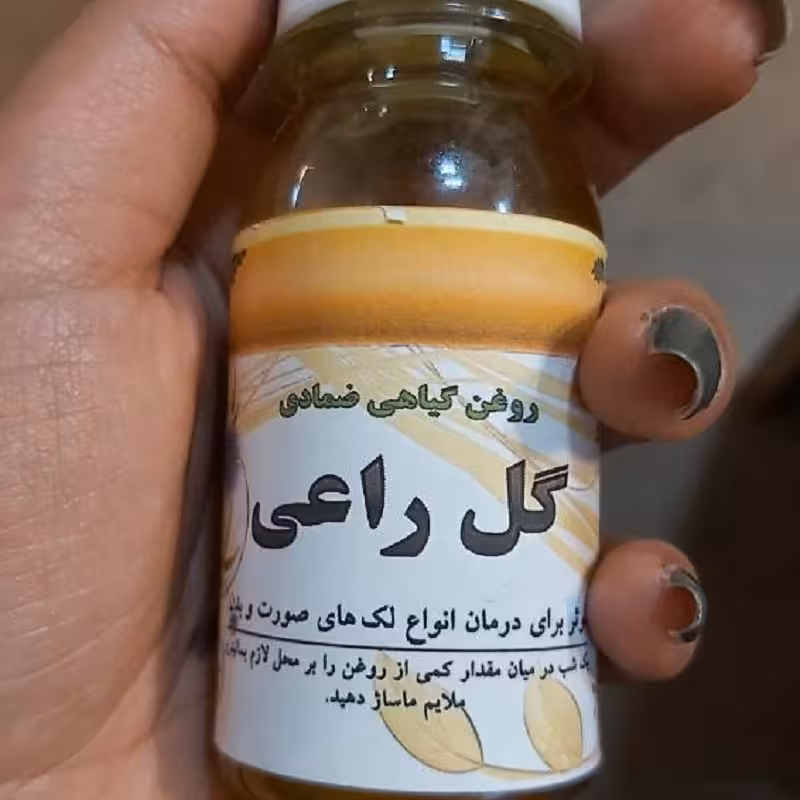 روغن گیاهی ضمادی
گل راعی
برای درمان انواع لک های صورت و
شب در میان مقدار کمی از روغن را بر محل لازم
ملایم ماساژ دهید.